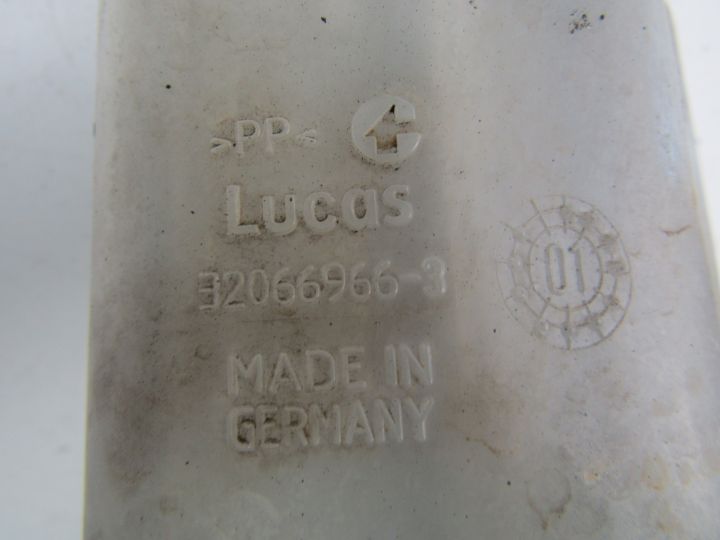 >PP<
Lucas
32066966-3
MADE IN
GERMANY
01